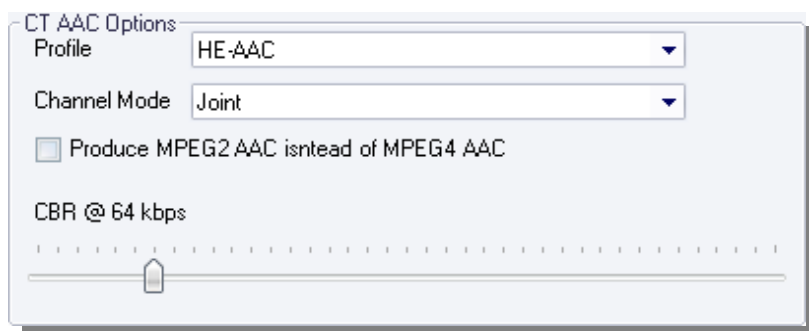 CT AAC Options
Profile HE-AAC
Channel Mode Joint
Produce MPEG2 AAC isntead of MPEG4 AAC
CBR @ 64 kbps